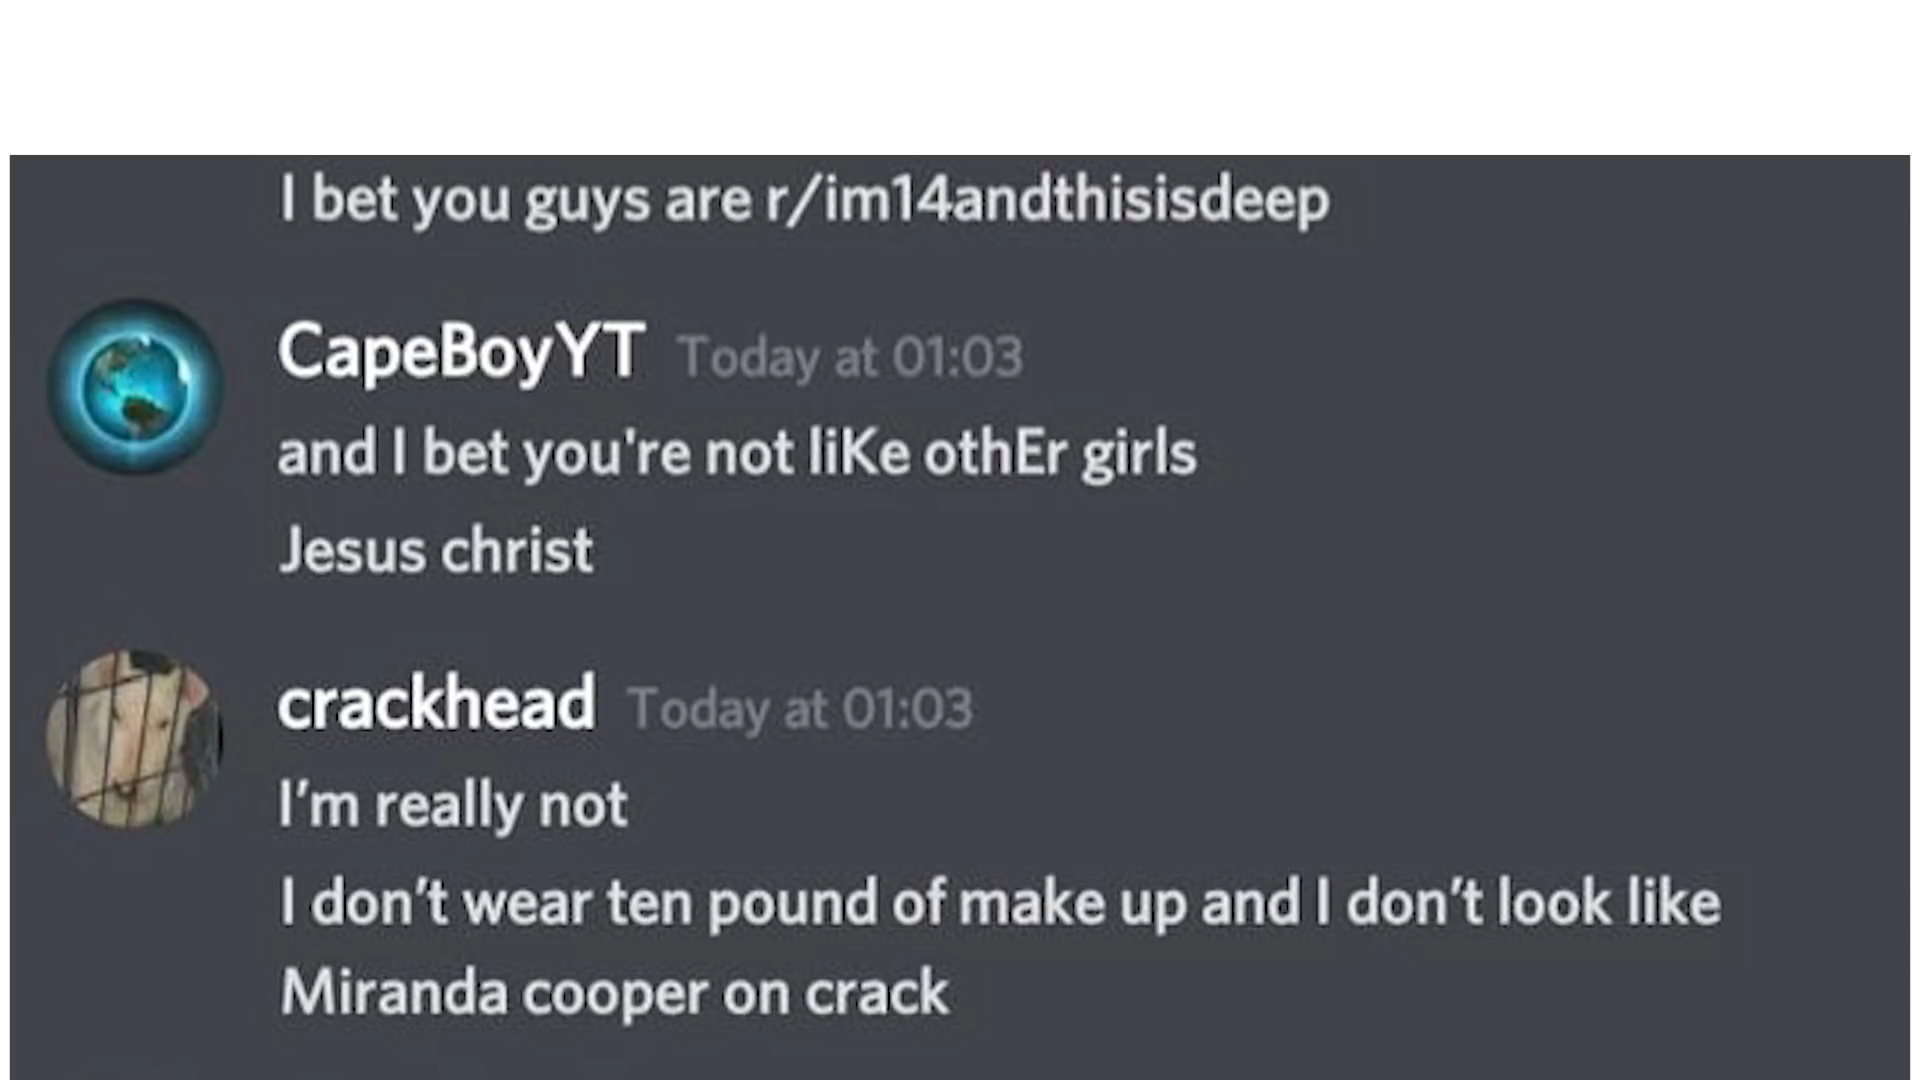 I bet you guys are r/im14andthisisdeep
CapeBoyYT Today at 01:03
and I bet you're not liKe othEr girls
Jesus christ
crackhead Today at 01:03
I’m really not
I don’t wear ten pound of make up and I don’t look like
Miranda cooper on crack